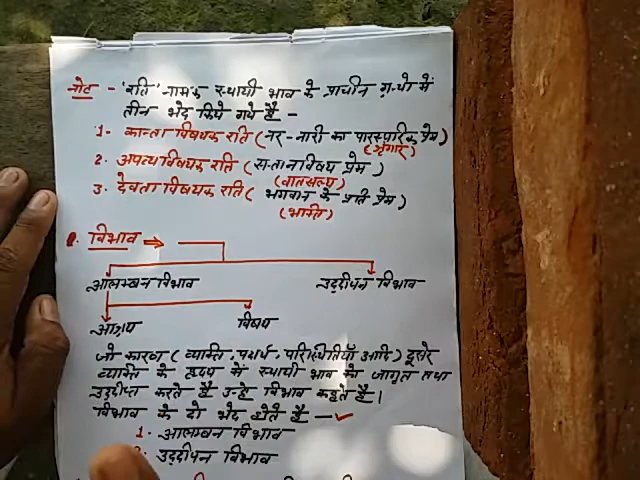 नोट - 'रति' नामक स्थायी भाव के प्राचीन ग्रन्थो में
तीन भेद किये गये है -
1- कान्ता विषयक रति ( नर - नारी का पारस्परिक प्रेम )
(शृंगार)
2. अपत्य विषयक रति ( सन्तान विषय प्रेम )
(वात्सल्य)
3. देवता विषयक रति ( भगवान के प्रति प्रेम )
(भक्ति)
1. विभाव ⇒
आलम्बन विभाव उद्दीपन विभाव
आश्रय विषय
जो कारण ( व्यक्ति, पदार्थ, परिस्थितियाँ आदि ) दूसरे
व्यक्ति के हृदय में स्थायी भाव को जागृत तथा
उद्दीप्त करते है उन्हे विभाव कहते है।
विभाव के दो भेद होते है -
1. आलम्बन विभाव
उद्दीपन विभाव